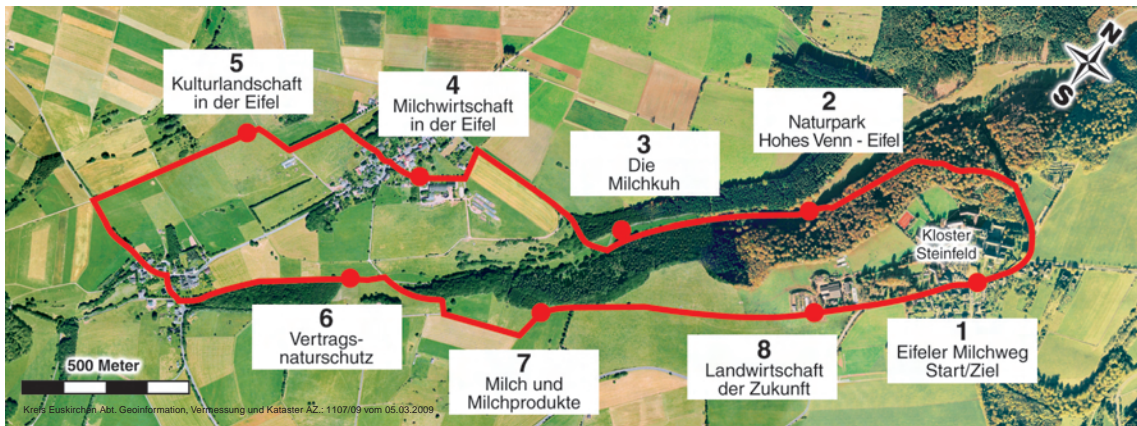 N
S
5
Kulturlandschaft
in der Eifel
4
Milchwirtschaft
in der Eifel
3
Die
Milchkuh
2
Naturpark
Hohes Venn - Eifel
Kloster
Steinfeld
6
Vertrags-
naturschutz
7
Milch und
Milchprodukte
8
Landwirtschaft
der Zukunft
1
Eifeler Milchweg
Start/Ziel
500 Meter
Kreis Euskirchen Abt. Geoinformation, Vermessung und Kataster AZ.: 1107/09 vom 05.03.2009